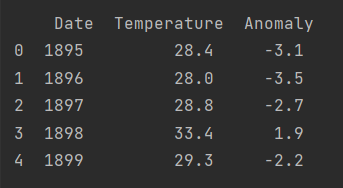 Date Temperature Anomaly
0 1895 28.4 -3.1
1 1896 28.0 -3.5
2 1897 28.8 -2.7
3 1898 33.4 1.9
4 1899 29.3 -2.2